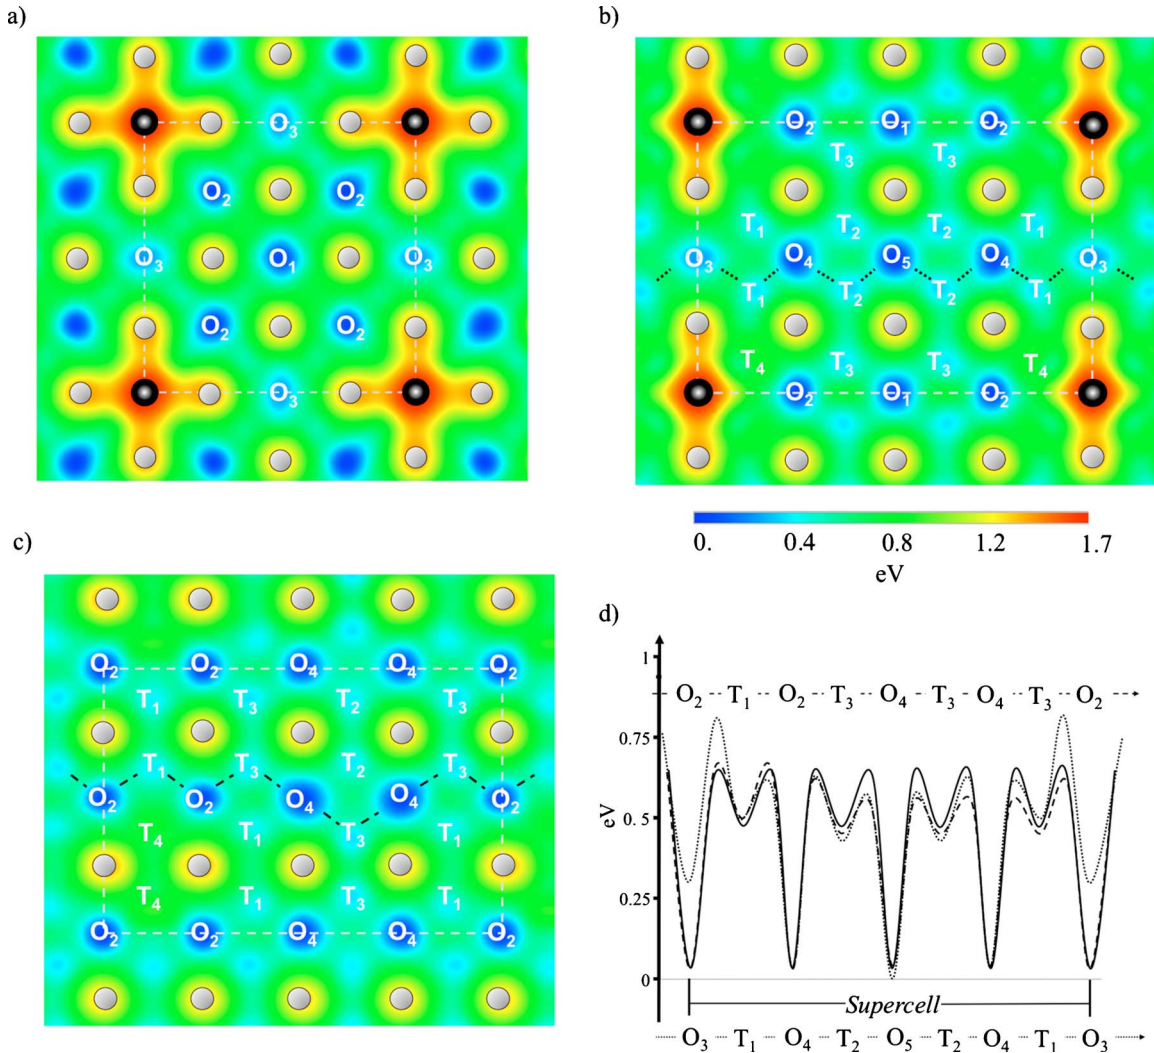 a)
O3
O2 O2
O3 O1 O3
O2 O2
O3
b)
O2 O1 O2
T3 T3
T1 T2 T2 T1
O3 O4 O5 O4 O3
T1 T2 T2 T1
T4 T3 T3 T4
O2 O1 O2
0. 0.4 0.8 1.2 1.7
eV
c)
O2 O2 O4 O4 O2
T1 T3 T2 T3
T1 T3 T2 T3
O2 O2 O4 O4 O2
T4 T1 T3 T1
T4 T1 T3 T1
O2 O2 O4 O4 O2
d)
1
O2 T1 O2 T3 O4 T3 O4 T3 O2
0.75
eV
0.5
0.25
0
Supercell
O3 T1 O4 T2 O5 T2 O4 T1 O3